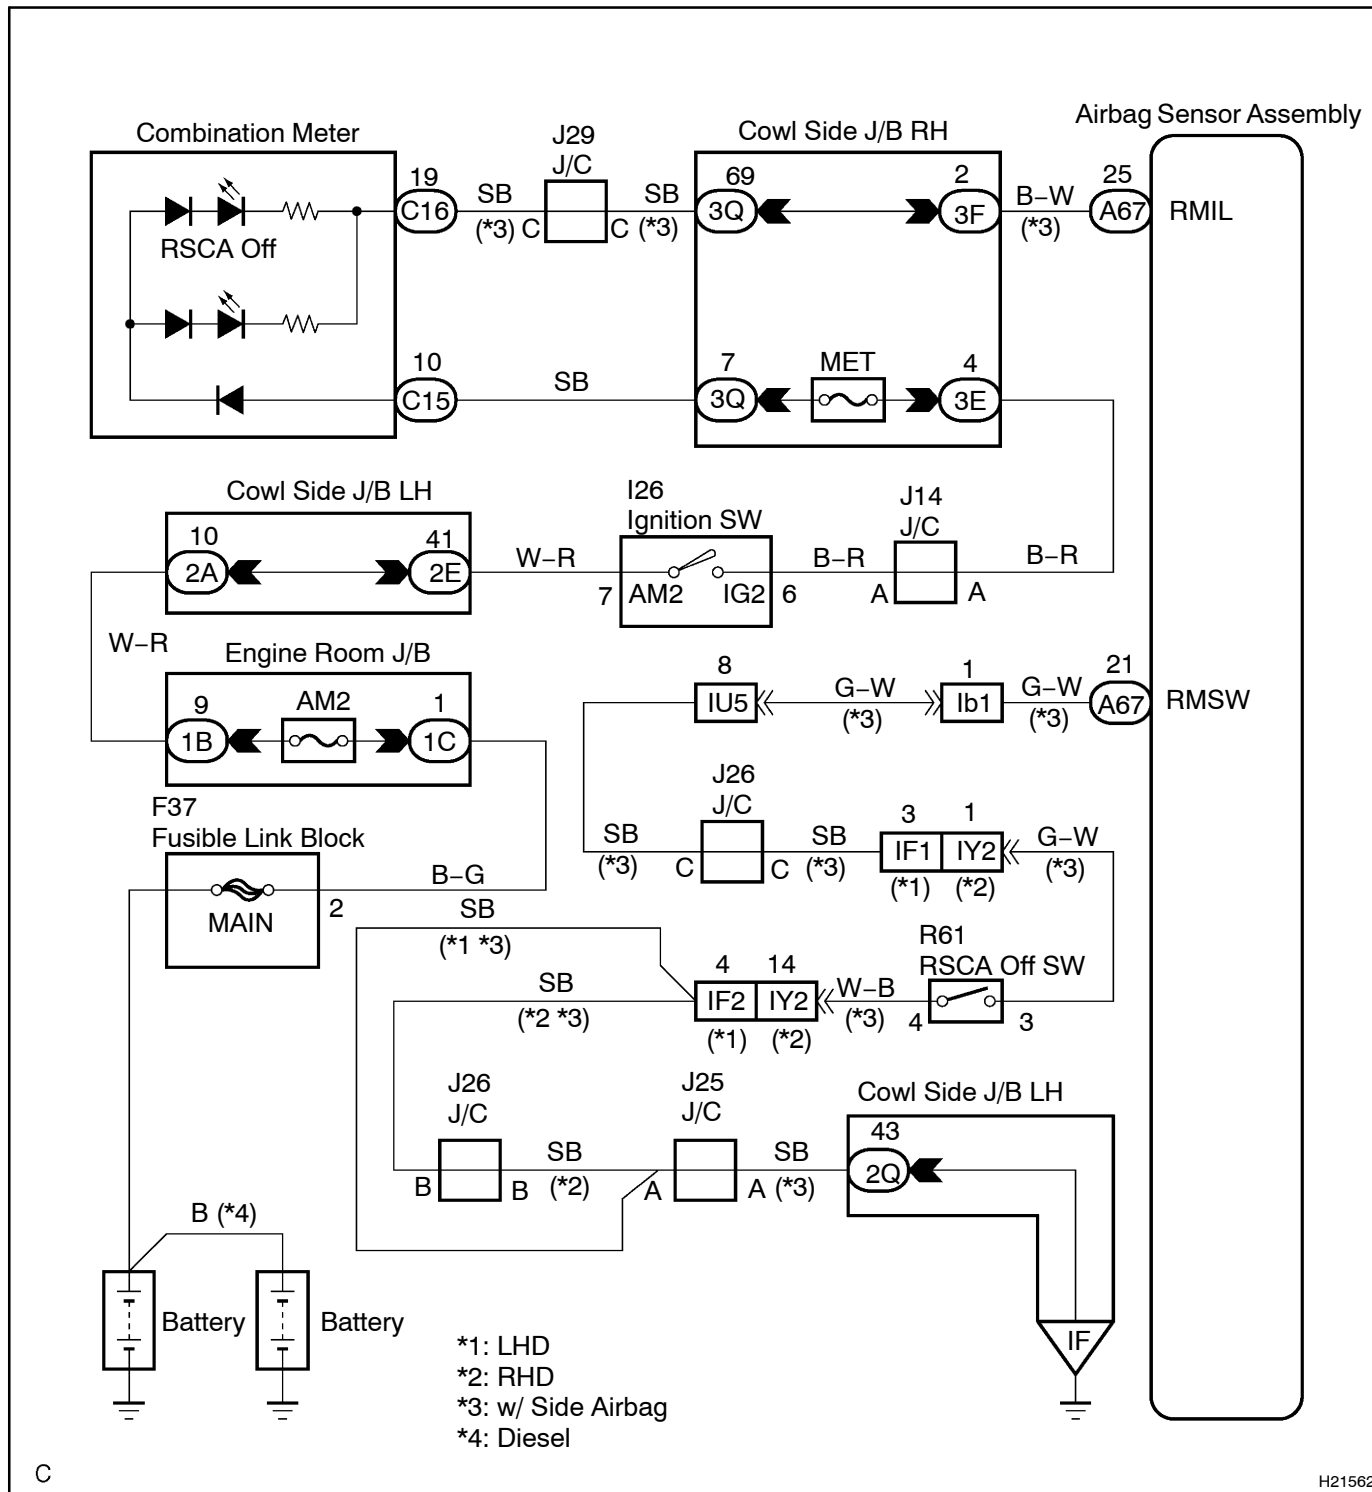 Airbag Sensor Assembly
Combination Meter
J29
J/C
Cowl Side J/B RH
19
C16
SB
(*3)
C
C
SB
(*3)
69
3Q
2
3F
B–W
(*3)
25
A67
RMIL
RSCA Off
10
C15
SB
7
3Q
MET
4
3E
Cowl Side J/B LH
10
2A
41
2E
W–R
I26
Ignition SW
7
AM2
IG2
6
B–R
J14
J/C
A
A
B–R
W–R
Engine Room J/B
9
1B
AM2
1
1C
8
IU5
G–W
(*3)
1
Ib1
G–W
(*3)
21
A67
RMSW
F37
Fusible Link Block
MAIN
2
B–G
SB
(*3)
J26
J/C
C
C
SB
(*3)
3
IF1
(*1)
1
IY2
(*2)
G–W
(*3)
SB
(*1 *3)
SB
(*2 *3)
4
IF2
(*1)
14
IY2
(*2)
W–B
(*3)
R61
RSCA Off SW
4
3
J26
J/C
B
B
SB
(*2)
J25
J/C
A
A
SB
(*3)
Cowl Side J/B LH
43
2Q
IF
B (*4)
Battery
Battery
*1: LHD
*2: RHD
*3: w/ Side Airbag
*4: Diesel
C
H21562